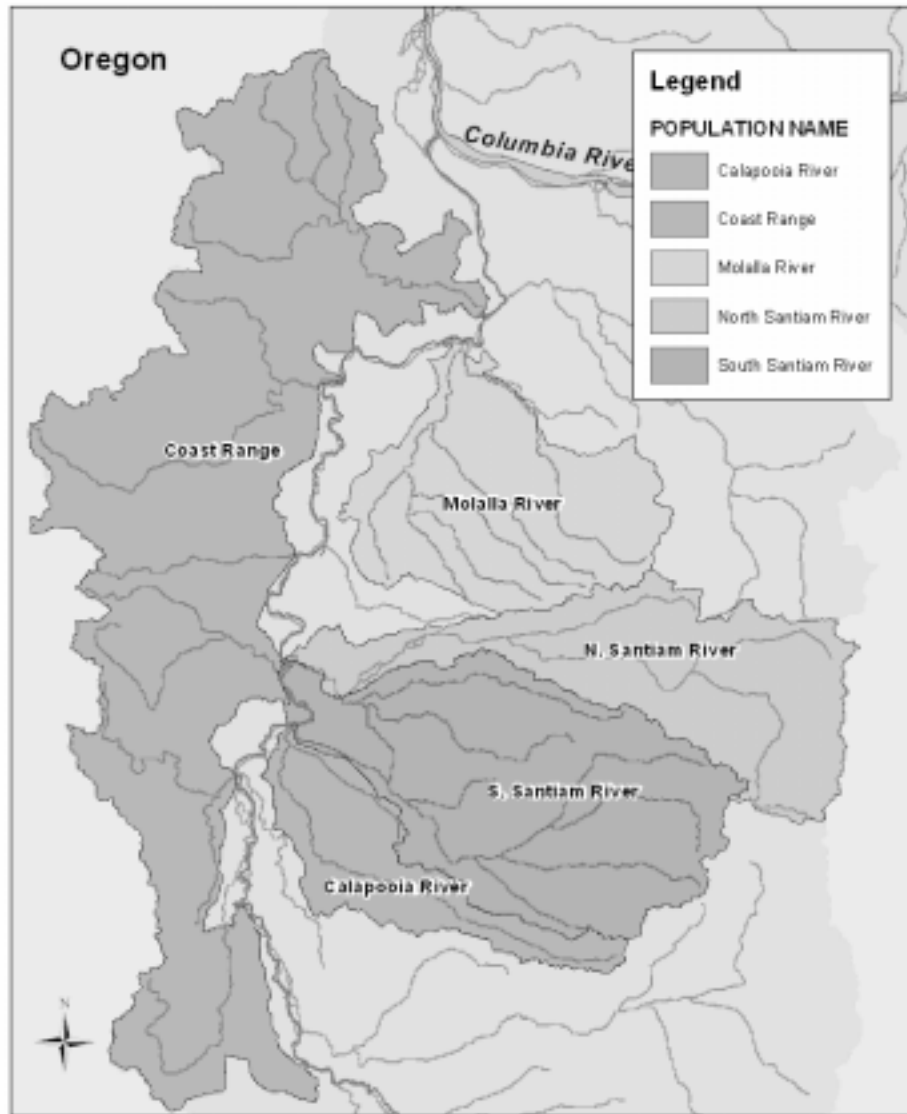 Oregon
Legend
POPULATION NAME
Calapooia River
Coast Range
Molalla River
North Santiam River
South Santiam River
Columbia River
Coast Range
Molalla River
N. Santiam River
S. Santiam River
Calapooia River
N